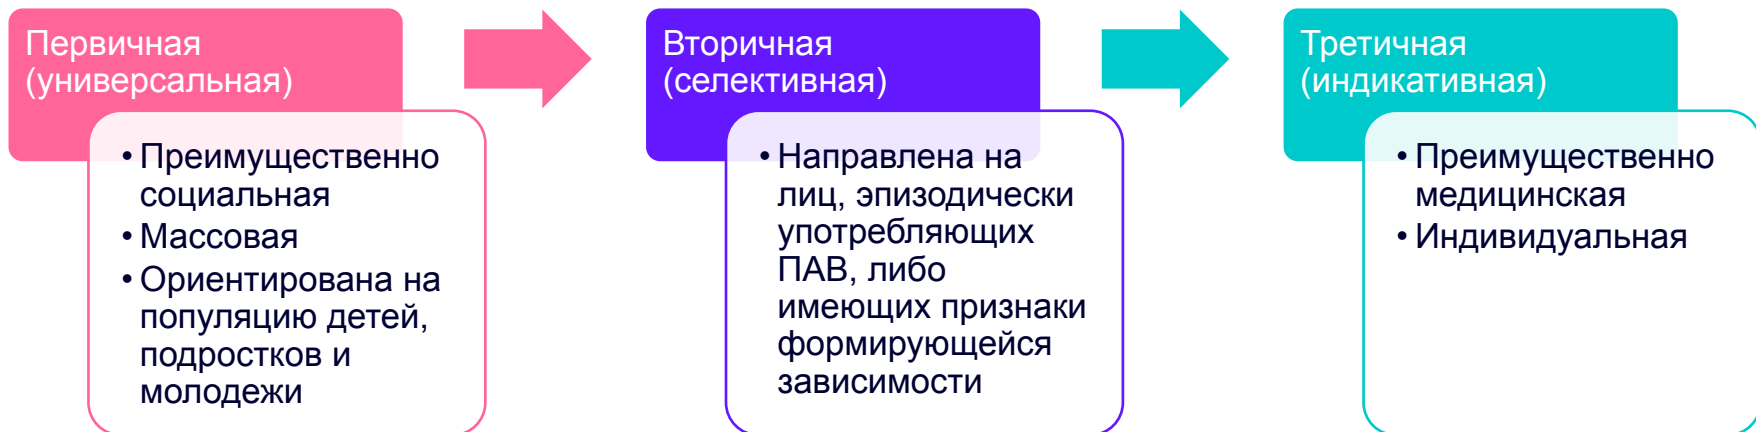 Первичная
(универсальная)
• Преимущественно
социальная
• Массовая
• Ориентирована на
популяцию детей,
подростков и
молодежи
Вторичная
(селективная)
• Направлена на
лиц, эпизодически
употребляющих
ПАВ, либо
имеющих признаки
формирующейся
зависимости
Третичная
(индикативная)
• Преимущественно
медицинская
• Индивидуальная